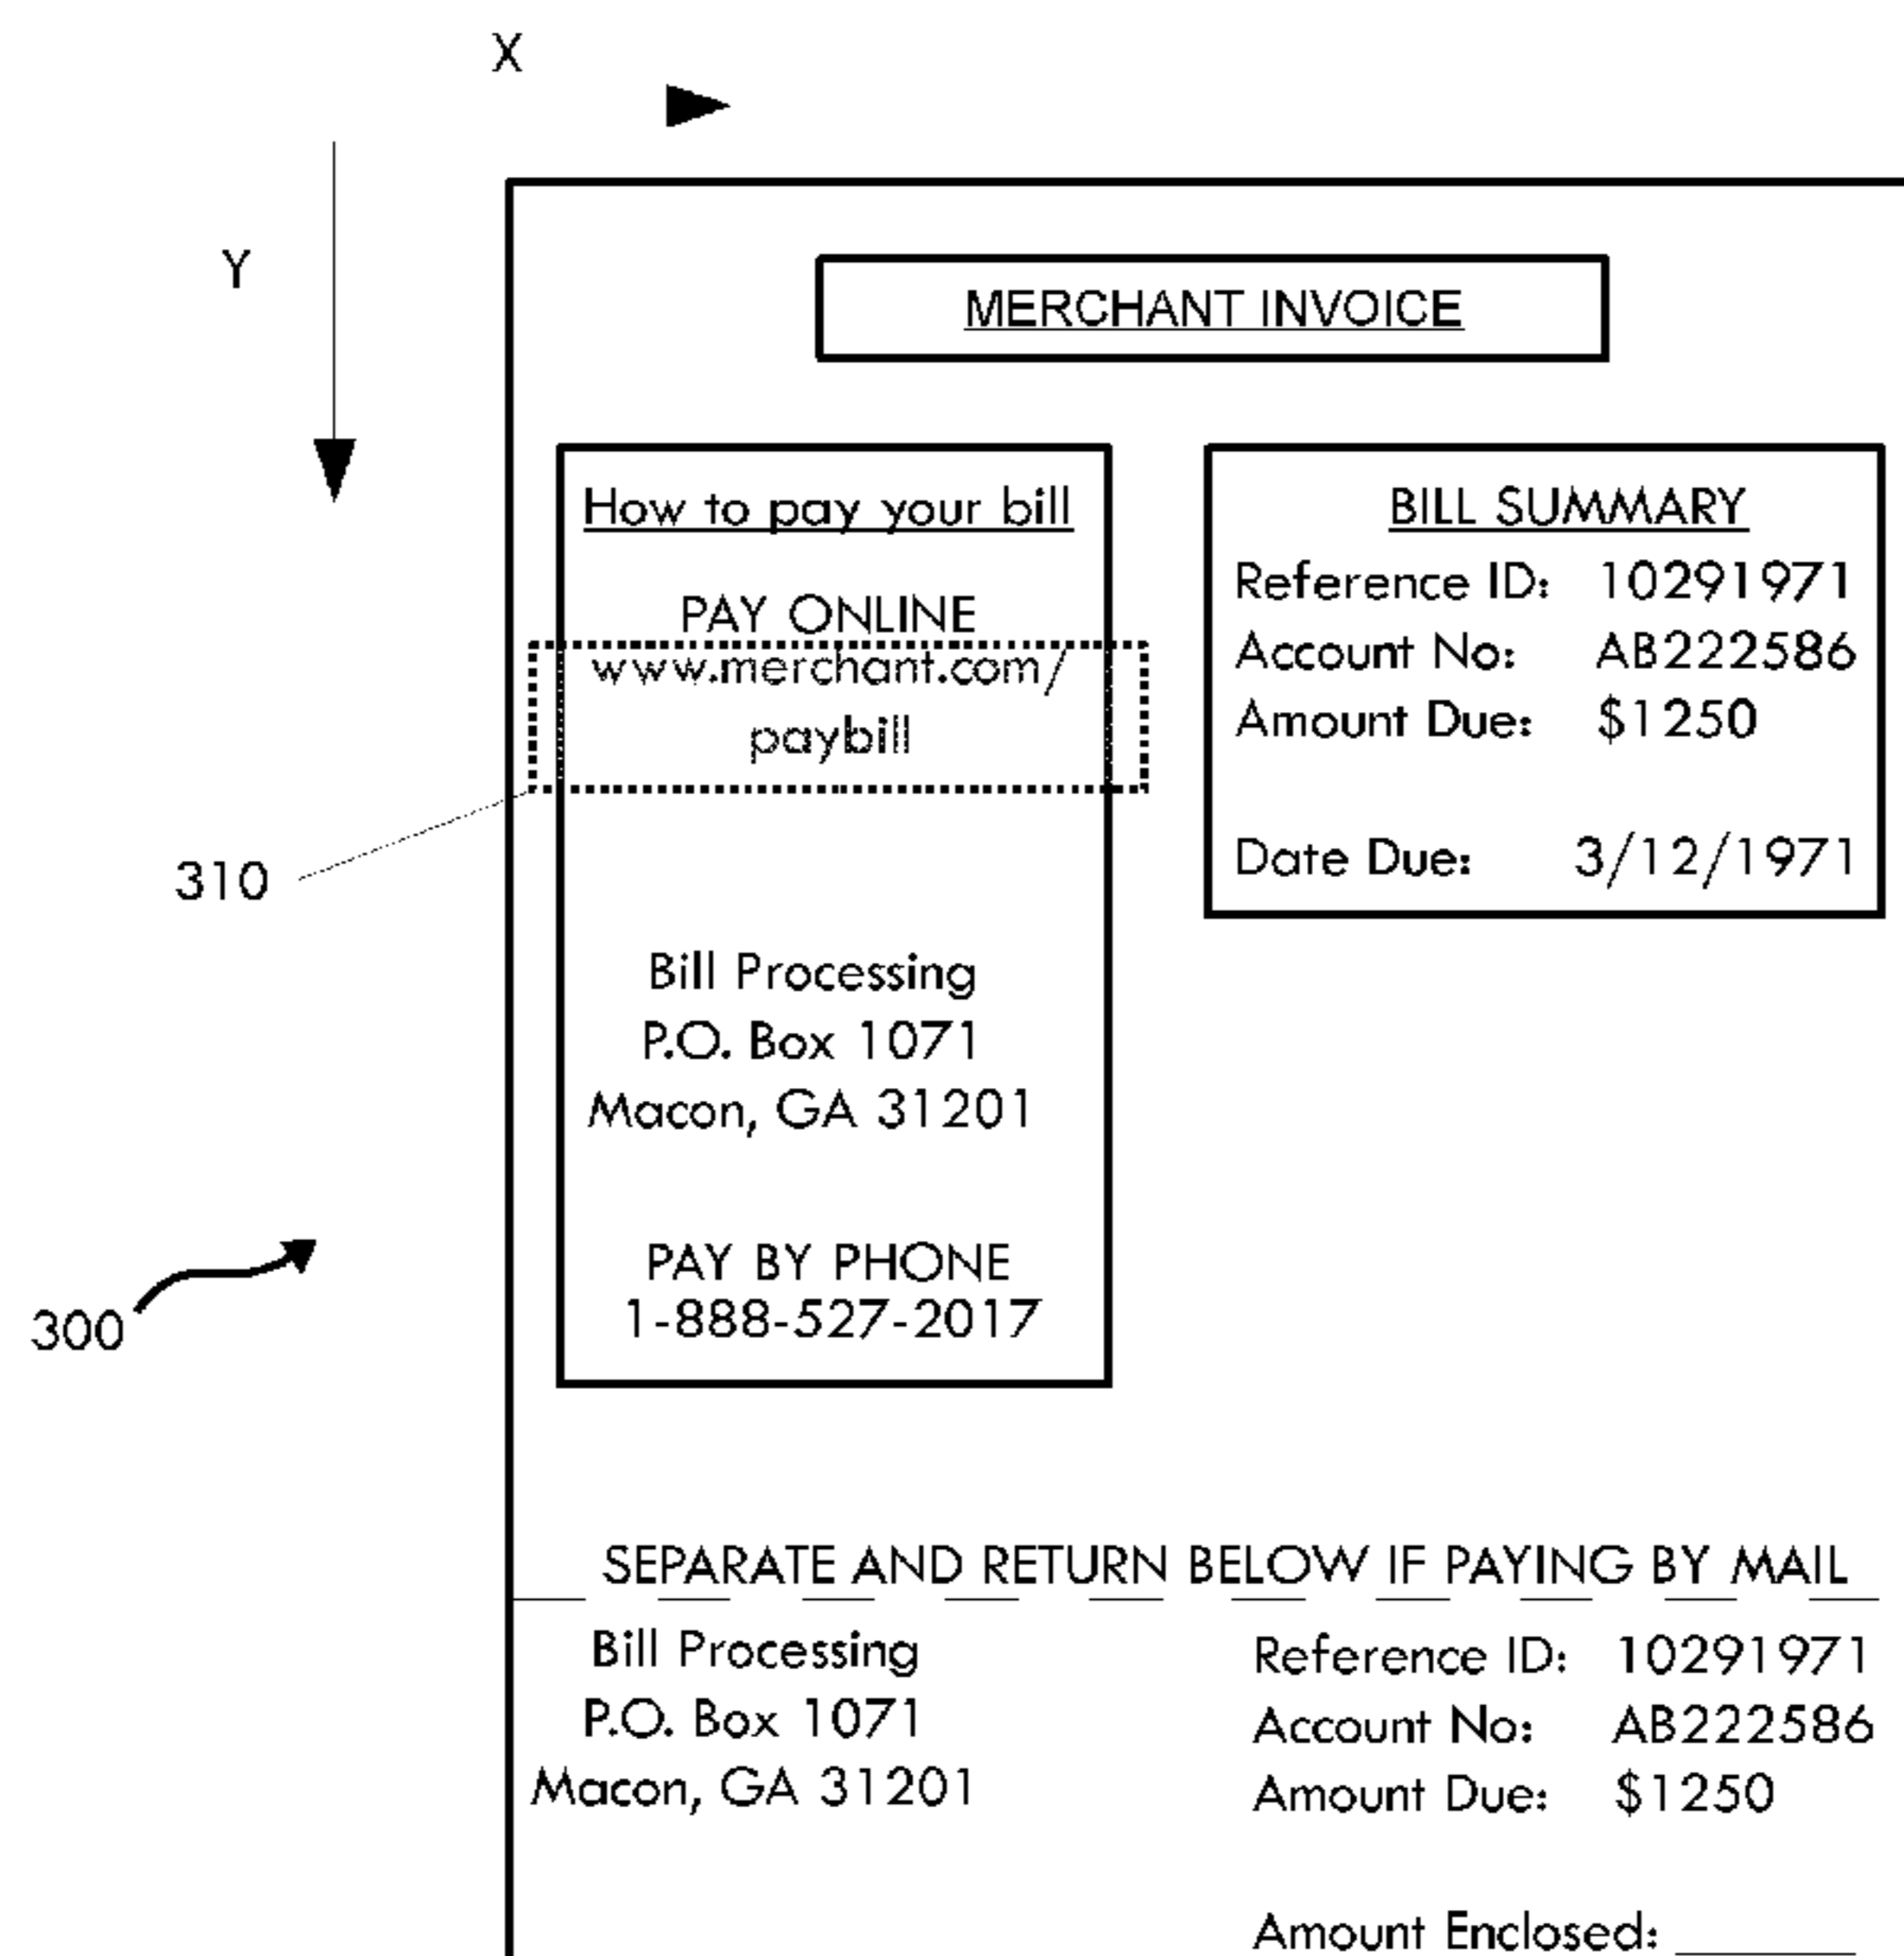 X
Y
MERCHANT INVOICE
How to pay your bill
PAY ONLINE
www.merchant.com/
paybill
310
Bill Processing
P.O. Box 1071
Macon, GA 31201
PAY BY PHONE
1-888-527-2017
300
BILL SUMMARY
Reference ID: 10291971
Account No: AB222586
Amount Due: $1250
Date Due: 3/12/1971
SEPARATE AND RETURN BELOW IF PAYING BY MAIL
Bill Processing
P.O. Box 1071
Macon, GA 31201
Reference ID: 10291971
Account No: AB222586
Amount Due: $1250
Amount Enclosed: ______